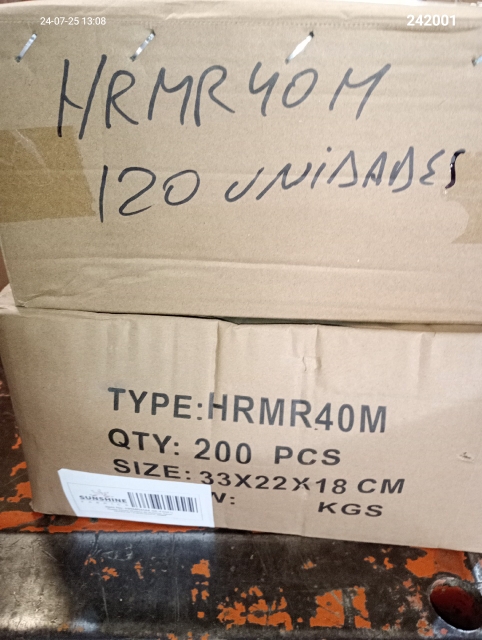 24-07-25 13:08
242001
HRMR40M
120 UNIDADES
TYPE:HRMR40M
QTY: 200 PCS
SIZE: 33X22X18 CM
W: KGS
SUNSHINE